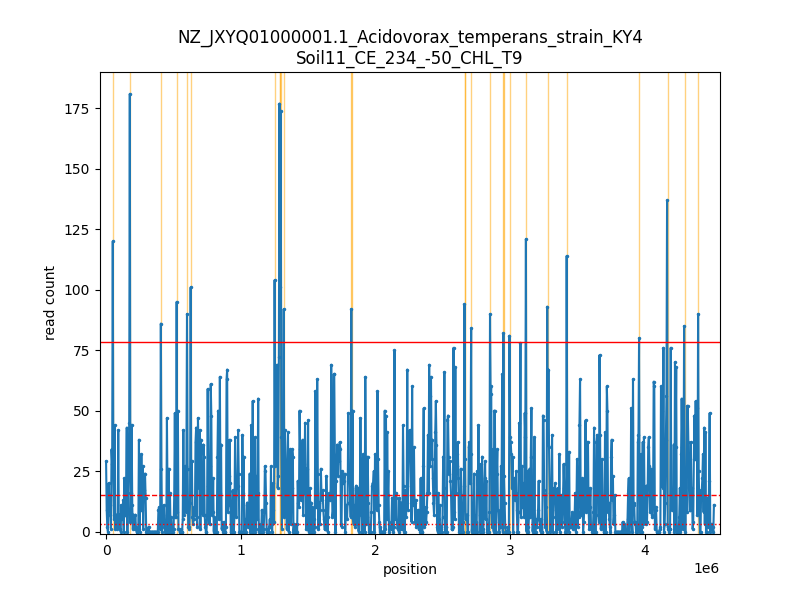 NZ_JXYQ01000001.1_Acidovorax_temperans_strain_KY4
Soil11_CE_234_-50_CHL_T9
175
150
125
100
75
50
25
0
read count
0
1
2
3
4
1e6
position